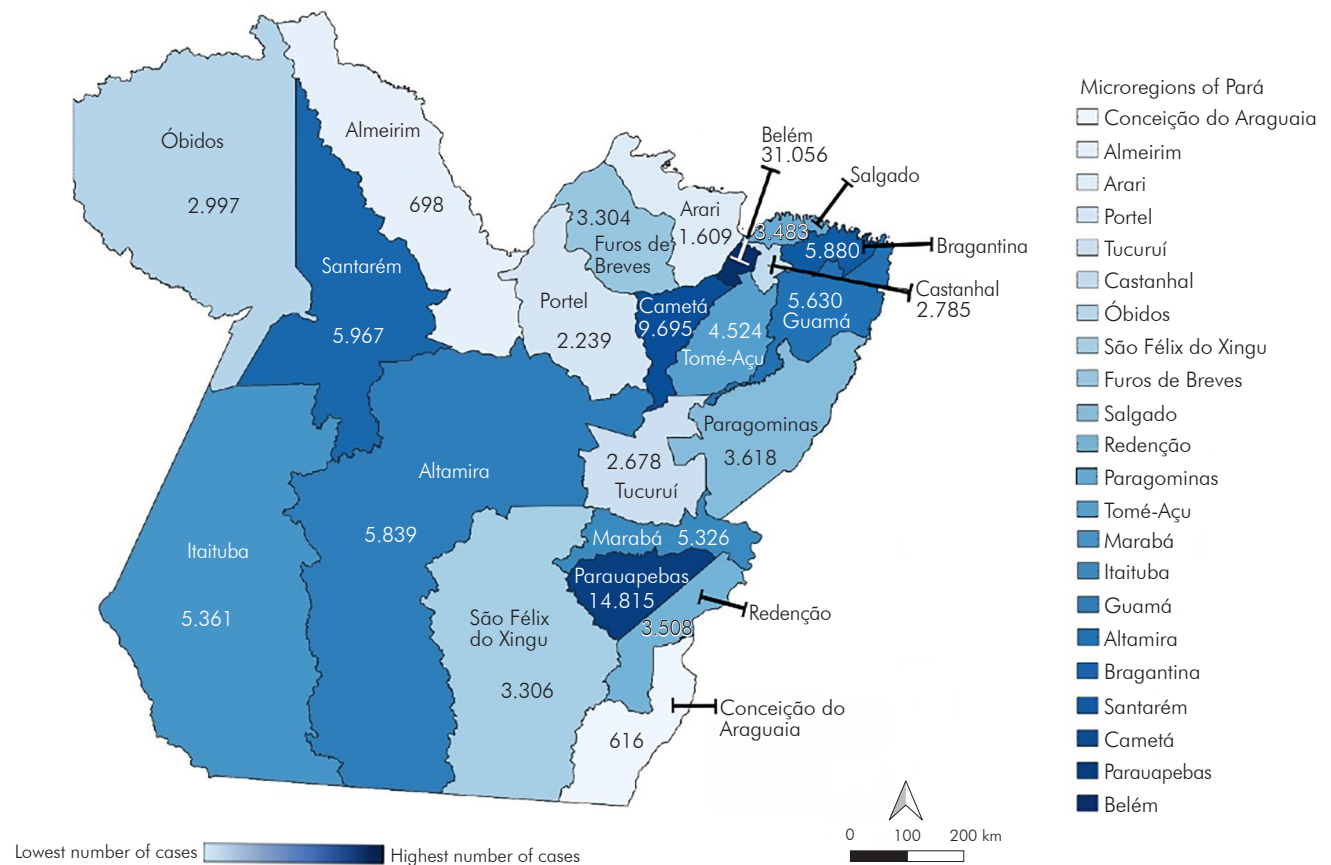 Óbidos
2.997
Almeirim
698
Santarém
5.967
Belém
31.056
Salgado
3.483
Arari
1.609
3.304
Furos de
Breves
5.880
Bragantina
Castanhal
2.785
Portel
2.239
Cametá
9.695
5.630
Guamá
4.524
Tomé-Açu
Paragominas
3.618
2.678
Tucuruí
Altamira
5.839
Itaituba
5.361
Marabá 5.326
Parauapebas
14.815
Redenção
3.508
São Félix
do Xingu
3.306
Conceição do
Araguaia
616
Microregions of Pará
Conceição do Araguaia
Almeirim
Arari
Portel
Tucuruí
Castanhal
Óbidos
São Félix do Xingu
Furos de Breves
Salgado
Redenção
Paragominas
Tomé-Açu
Marabá
Itaituba
Guamá
Altamira
Bragantina
Santarém
Cametá
Parauapebas
Belém
Lowest number of cases
Highest number of cases
0 100 200 km